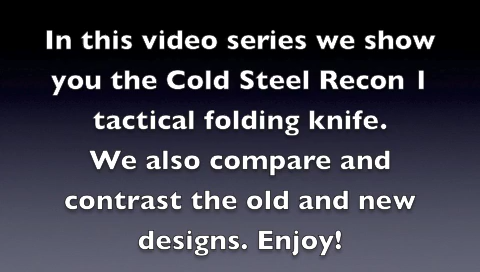 In this video series we show
you the Cold Steel Recon 1
tactical folding knife.
We also compare and
contrast the old and new
designs. Enjoy!